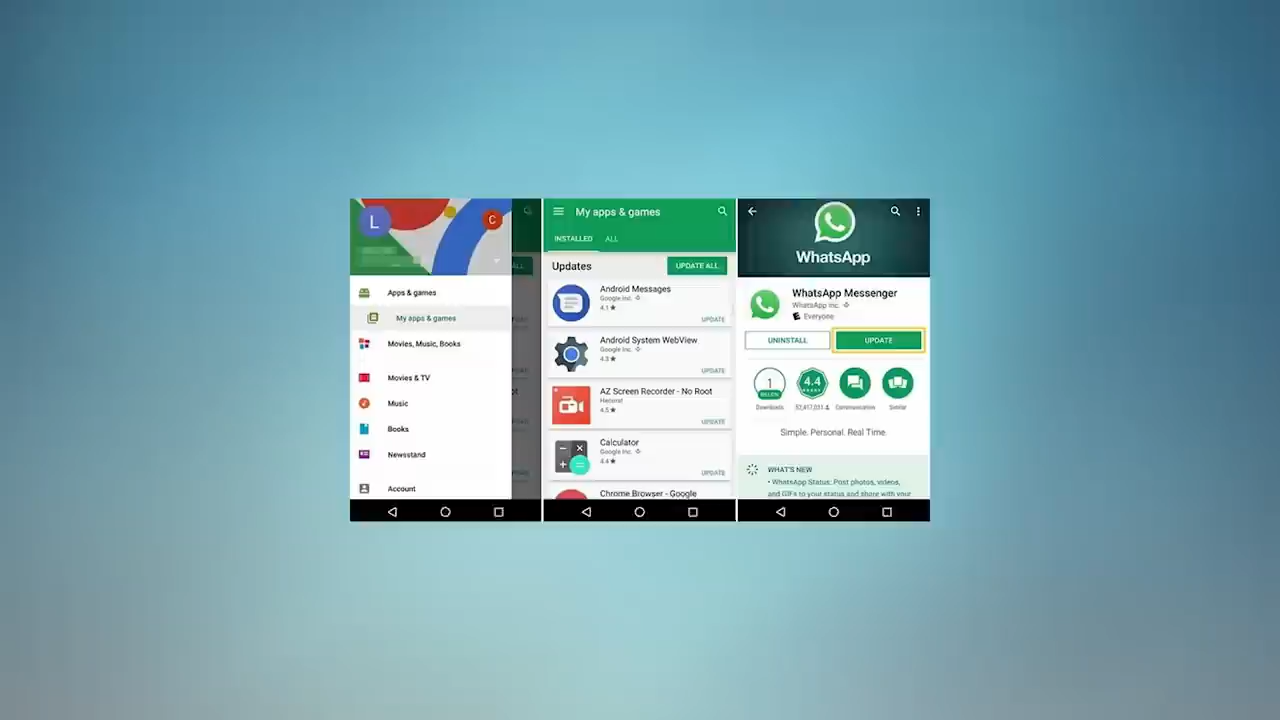 L
C
Apps & games
My apps & games
Movies, Music, Books
Movies & TV
Music
Books
Newsstand
Account
My apps & games
INSTALLED ALL
Updates UPDATE ALL
Android Messages
Google Inc.
4.1 ★
UPDATE
Android System WebView
Google Inc.
4.3 ★
UPDATE
AZ Screen Recorder - No Root
4.5 ★
UPDATE
Calculator
Google Inc.
4.4 ★
UPDATE
Chrome Browser - Google
WhatsApp
WhatsApp Messenger
WhatsApp Inc.
Everyone
UNINSTALL UPDATE
1 4.4
BILLION
Downloads Communication Similar
Simple. Personal. Real Time.
WHAT'S NEW
• WhatsApp Status: Post photos, videos,
and GIFs to your status and share with your